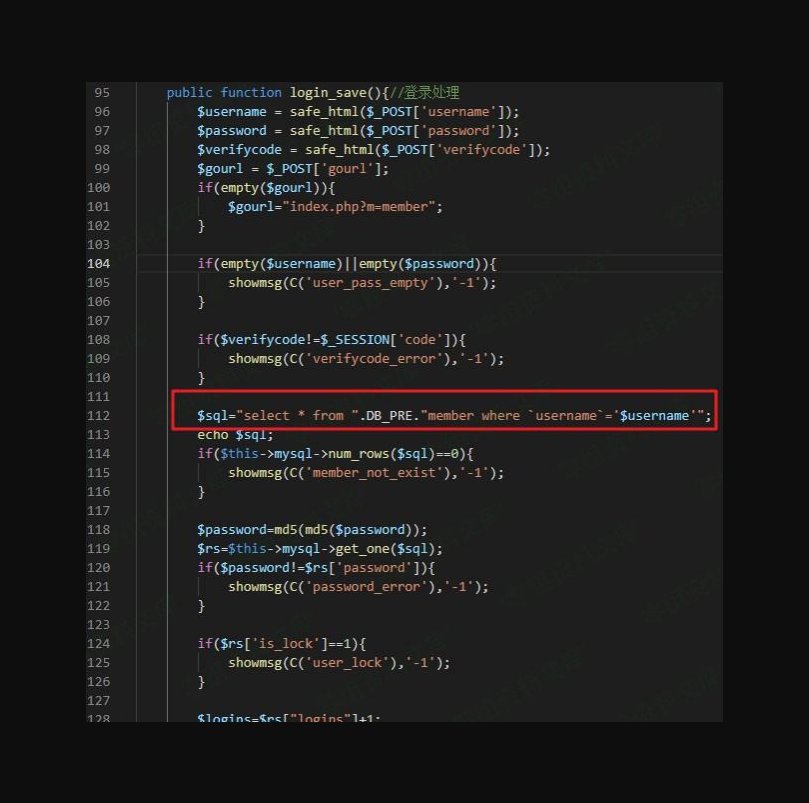 95 public function login_save(){//登录处理
96 $username = safe_html($_POST['username']);
97 $password = safe_html($_POST['password']);
98 $verifycode = safe_html($_POST['verifycode']);
99 $gourl = $_POST['gourl'];
100 if(empty($gourl)){
101 $gourl="index.php?m=member";
102 }
103
104 if(empty($username)||empty($password)){
105 showmsg(C('user_pass_empty'),'-1');
106 }
107
108 if($verifycode!=$_SESSION['code']){
109 showmsg(C('verifycode_error'),'-1');
110 }
111
112 $sql="select * from ".DB_PRE."member where `username`='$username'";
113 echo $sql;
114 if($this->mysql->num_rows($sql)==0){
115 showmsg(C('member_not_exist'),'-1');
116 }
117
118 $password=md5(md5($password));
119 $rs=$this->mysql->get_one($sql);
120 if($password!=$rs['password']){
121 showmsg(C('password_error'),'-1');
122 }
123
124 if($rs['is_lock']==1){
125 showmsg(C('user_lock'),'-1');
126 }
127
128 $logins=$rs["logins"]+1;